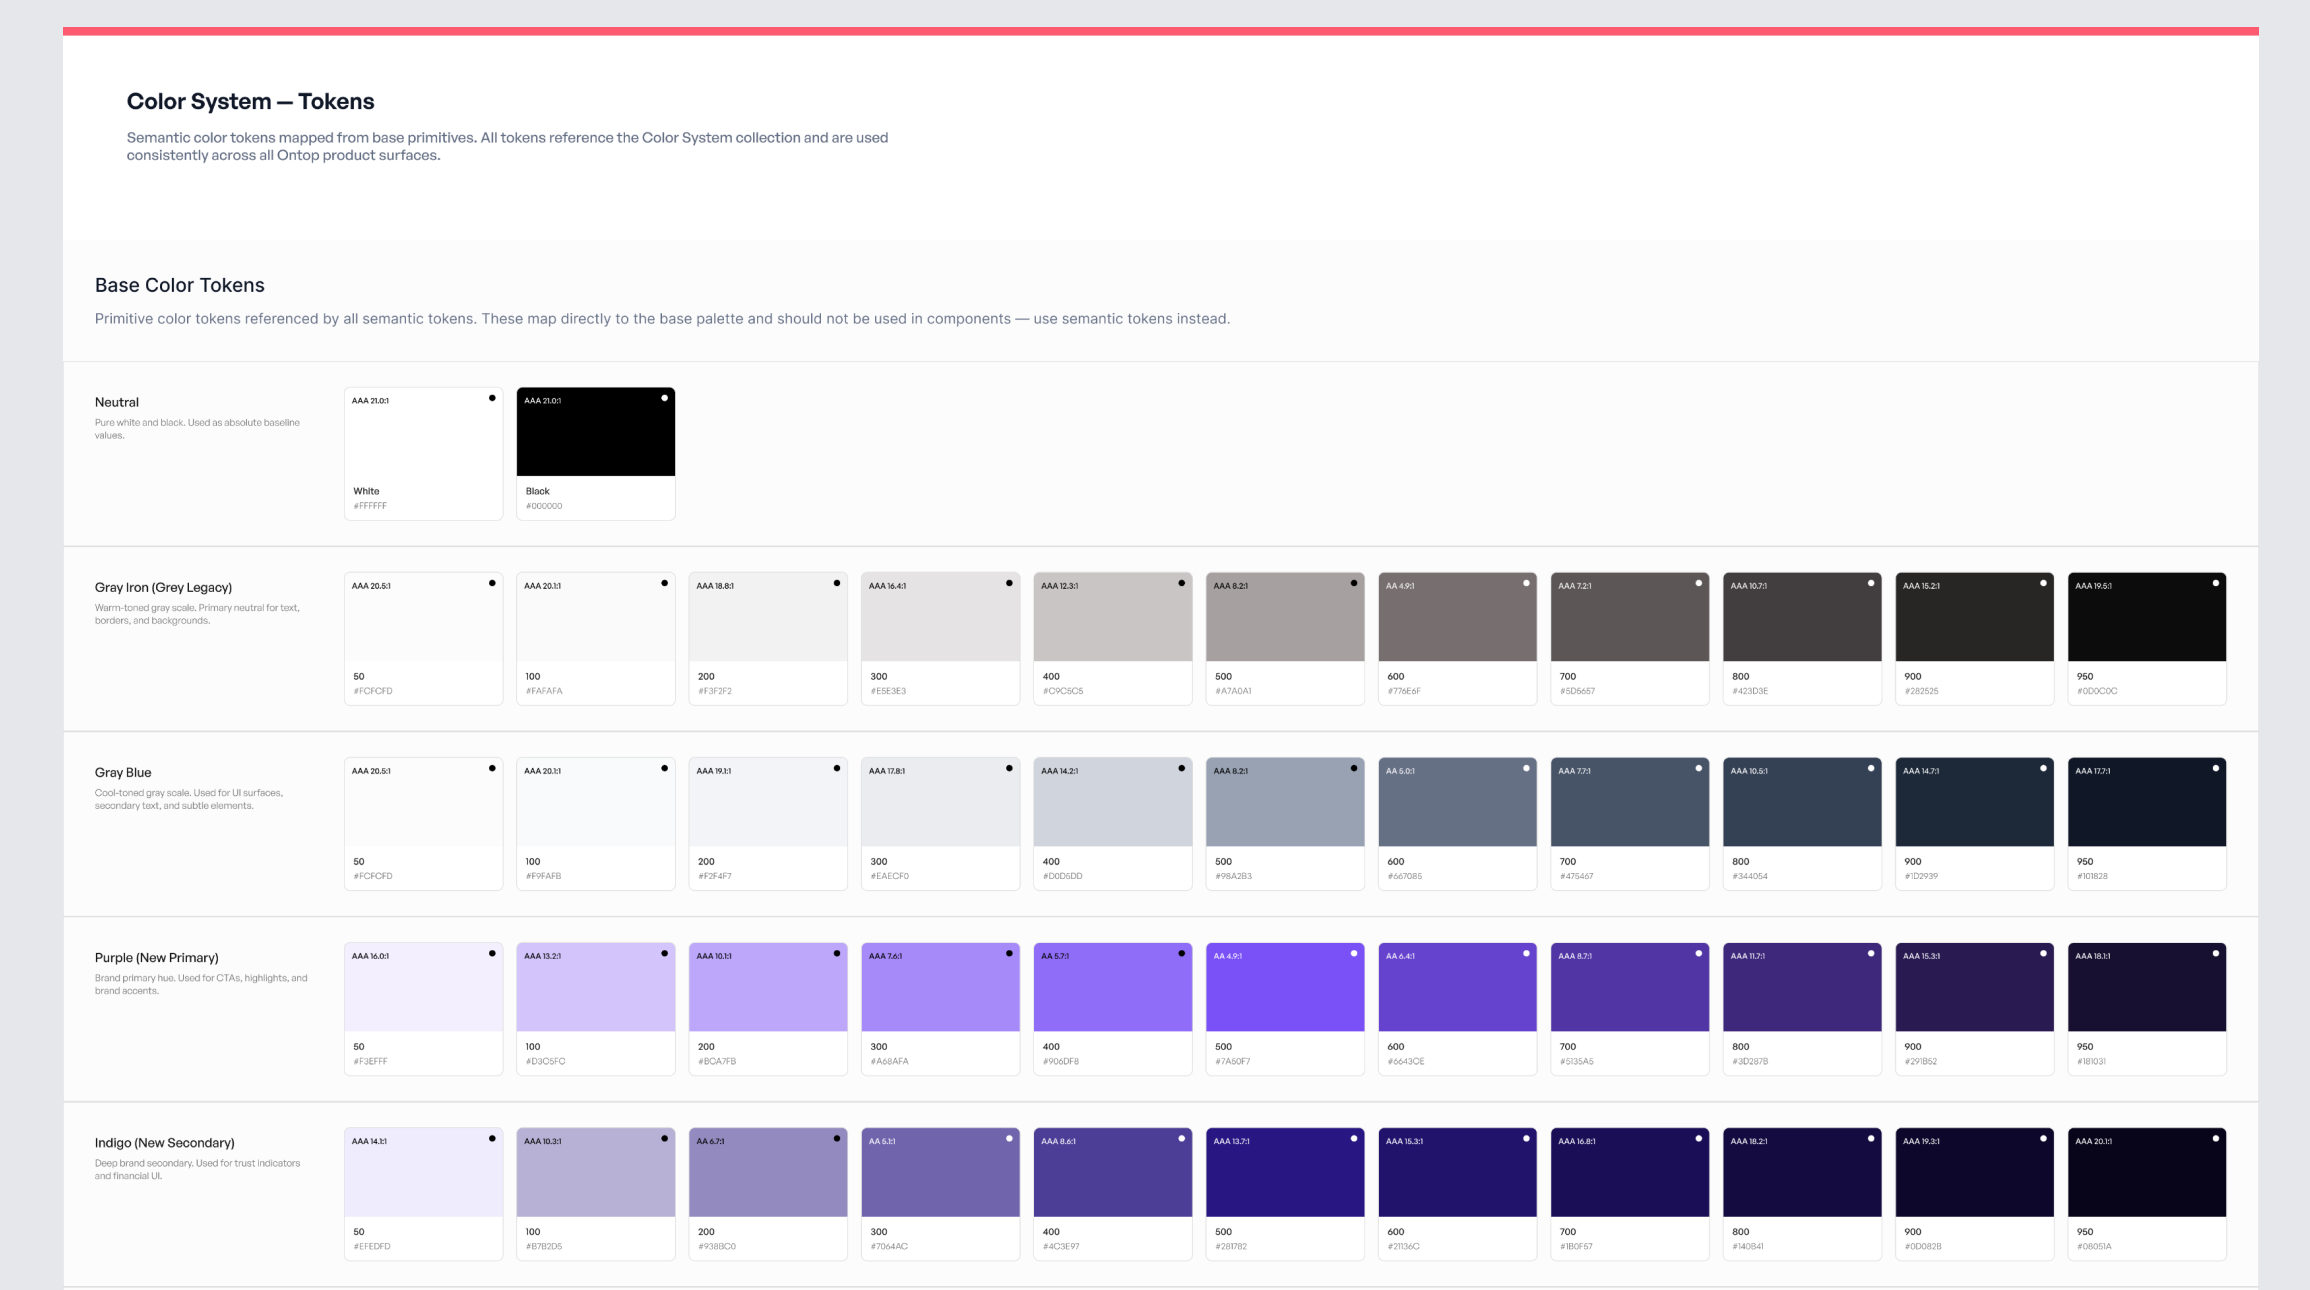 Color System — Tokens
Semantic color tokens mapped from base primitives. All tokens reference the Color System collection and are used
consistently across all Ontop product surfaces.
Base Color Tokens
Primitive color tokens referenced by all semantic tokens. These map directly to the base palette and should not be used in components — use semantic tokens instead.
Neutral
Pure white and black. Used as absolute baseline
values.
AAA 21.0:1
White
#FFFFFF
AAA 21.0:1
Black
#000000
Gray Iron (Grey Legacy)
Warm-toned gray scale. Primary neutral for text,
borders, and backgrounds.
AAA 20.5:1
50
#FCFCFD
AAA 20.1:1
100
#FAFAFA
AAA 18.8:1
200
#F3F2F2
AAA 16.4:1
300
#E5E3E3
AAA 12.3:1
400
#C9C5C5
AAA 8.2:1
500
#A7A0A1
AA 4.9:1
600
#776E6F
AAA 7.2:1
700
#5D5657
AAA 10.7:1
800
#423D3E
AAA 15.2:1
900
#282525
AAA 19.5:1
950
#0D0C0C
Gray Blue
Cool-toned gray scale. Used for UI surfaces,
secondary text, and subtle elements.
AAA 20.5:1
50
#FCFCFD
AAA 20.1:1
100
#F9FAFB
AAA 19.1:1
200
#F2F4F7
AAA 17.8:1
300
#EAECF0
AAA 14.2:1
400
#D0D5DD
AAA 8.2:1
500
#98A2B3
AA 5.0:1
600
#667085
AAA 7.7:1
700
#475467
AAA 10.5:1
800
#344054
AAA 14.7:1
900
#1D2939
AAA 17.7:1
950
#101828
Purple (New Primary)
Brand primary hue. Used for CTAs, highlights, and
brand accents.
AAA 16.0:1
50
#F3EFFF
AAA 13.2:1
100
#D3C5FC
AAA 10.1:1
200
#BCA7FB
AAA 7.6:1
300
#A68AFA
AA 5.7:1
400
#906DF8
AA 4.9:1
500
#7A50F7
AA 6.4:1
600
#6643CE
AAA 8.7:1
700
#5135A5
AAA 11.7:1
800
#3D287B
AAA 15.3:1
900
#291B52
AAA 18.1:1
950
#181031
Indigo (New Secondary)
Deep brand secondary. Used for trust indicators
and financial UI.
AAA 14.1:1
50
#EFEDFD
AAA 10.3:1
100
#B7B2D5
AA 6.7:1
200
#938BC0
AA 5.1:1
300
#7064AC
AAA 8.6:1
400
#4C3E97
AAA 13.7:1
500
#281782
AAA 15.3:1
600
#21136C
AAA 16.8:1
700
#1B0F57
AAA 18.2:1
800
#140B41
AAA 19.3:1
900
#0D082B
AAA 20.1:1
950
#08051A